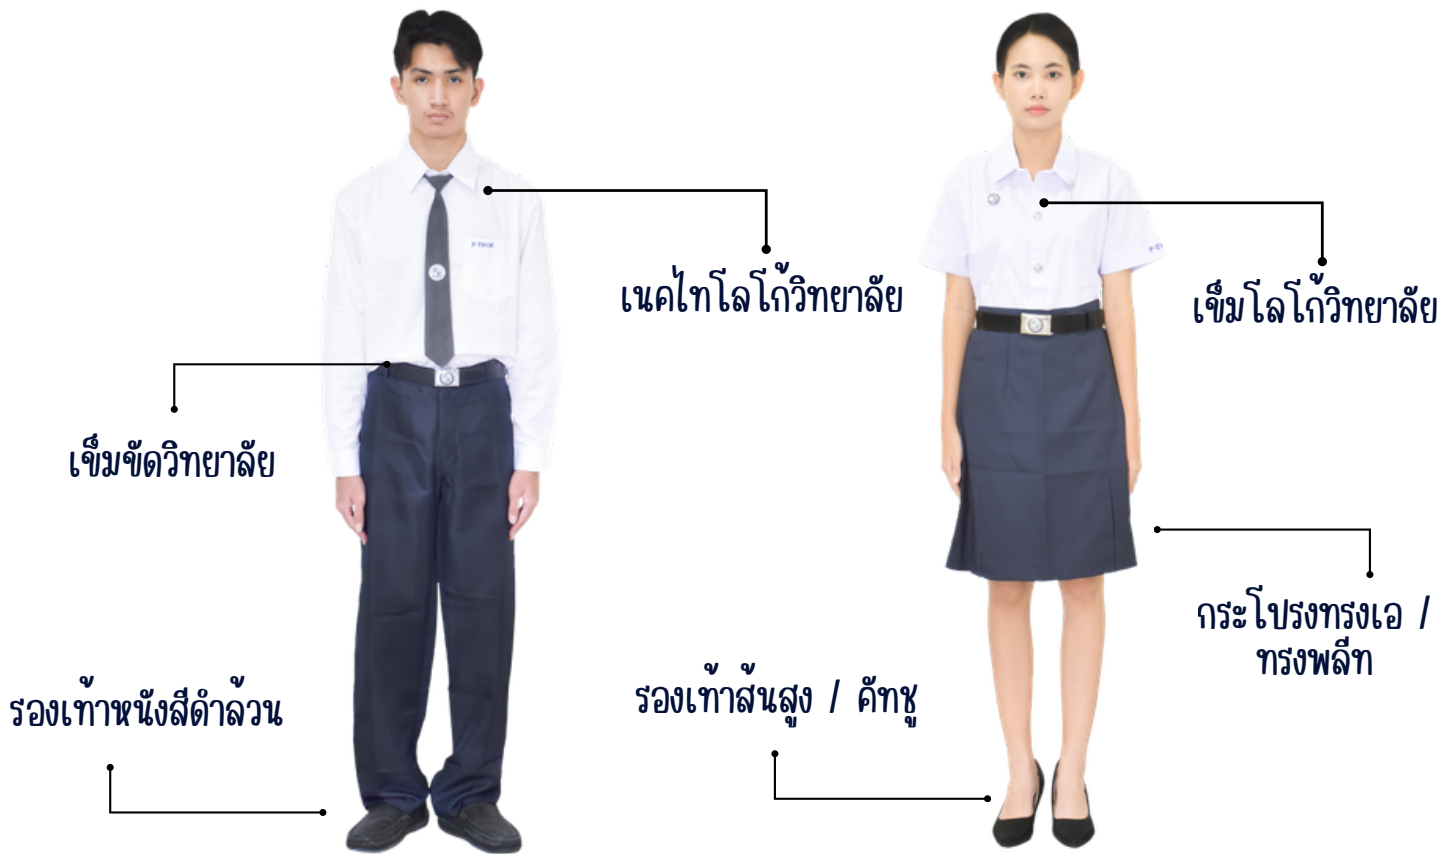 เนคไทโลโก้วิทยาลัย
เข็มโลโก้วิทยาลัย
เข็มขัดวิทยาลัย
กระโปรงทรงเอ /
ทรงพลีท
รองเท้าหนังสีดำล้วน
รองเท้าส้นสูง / คัทชู
P-TECH